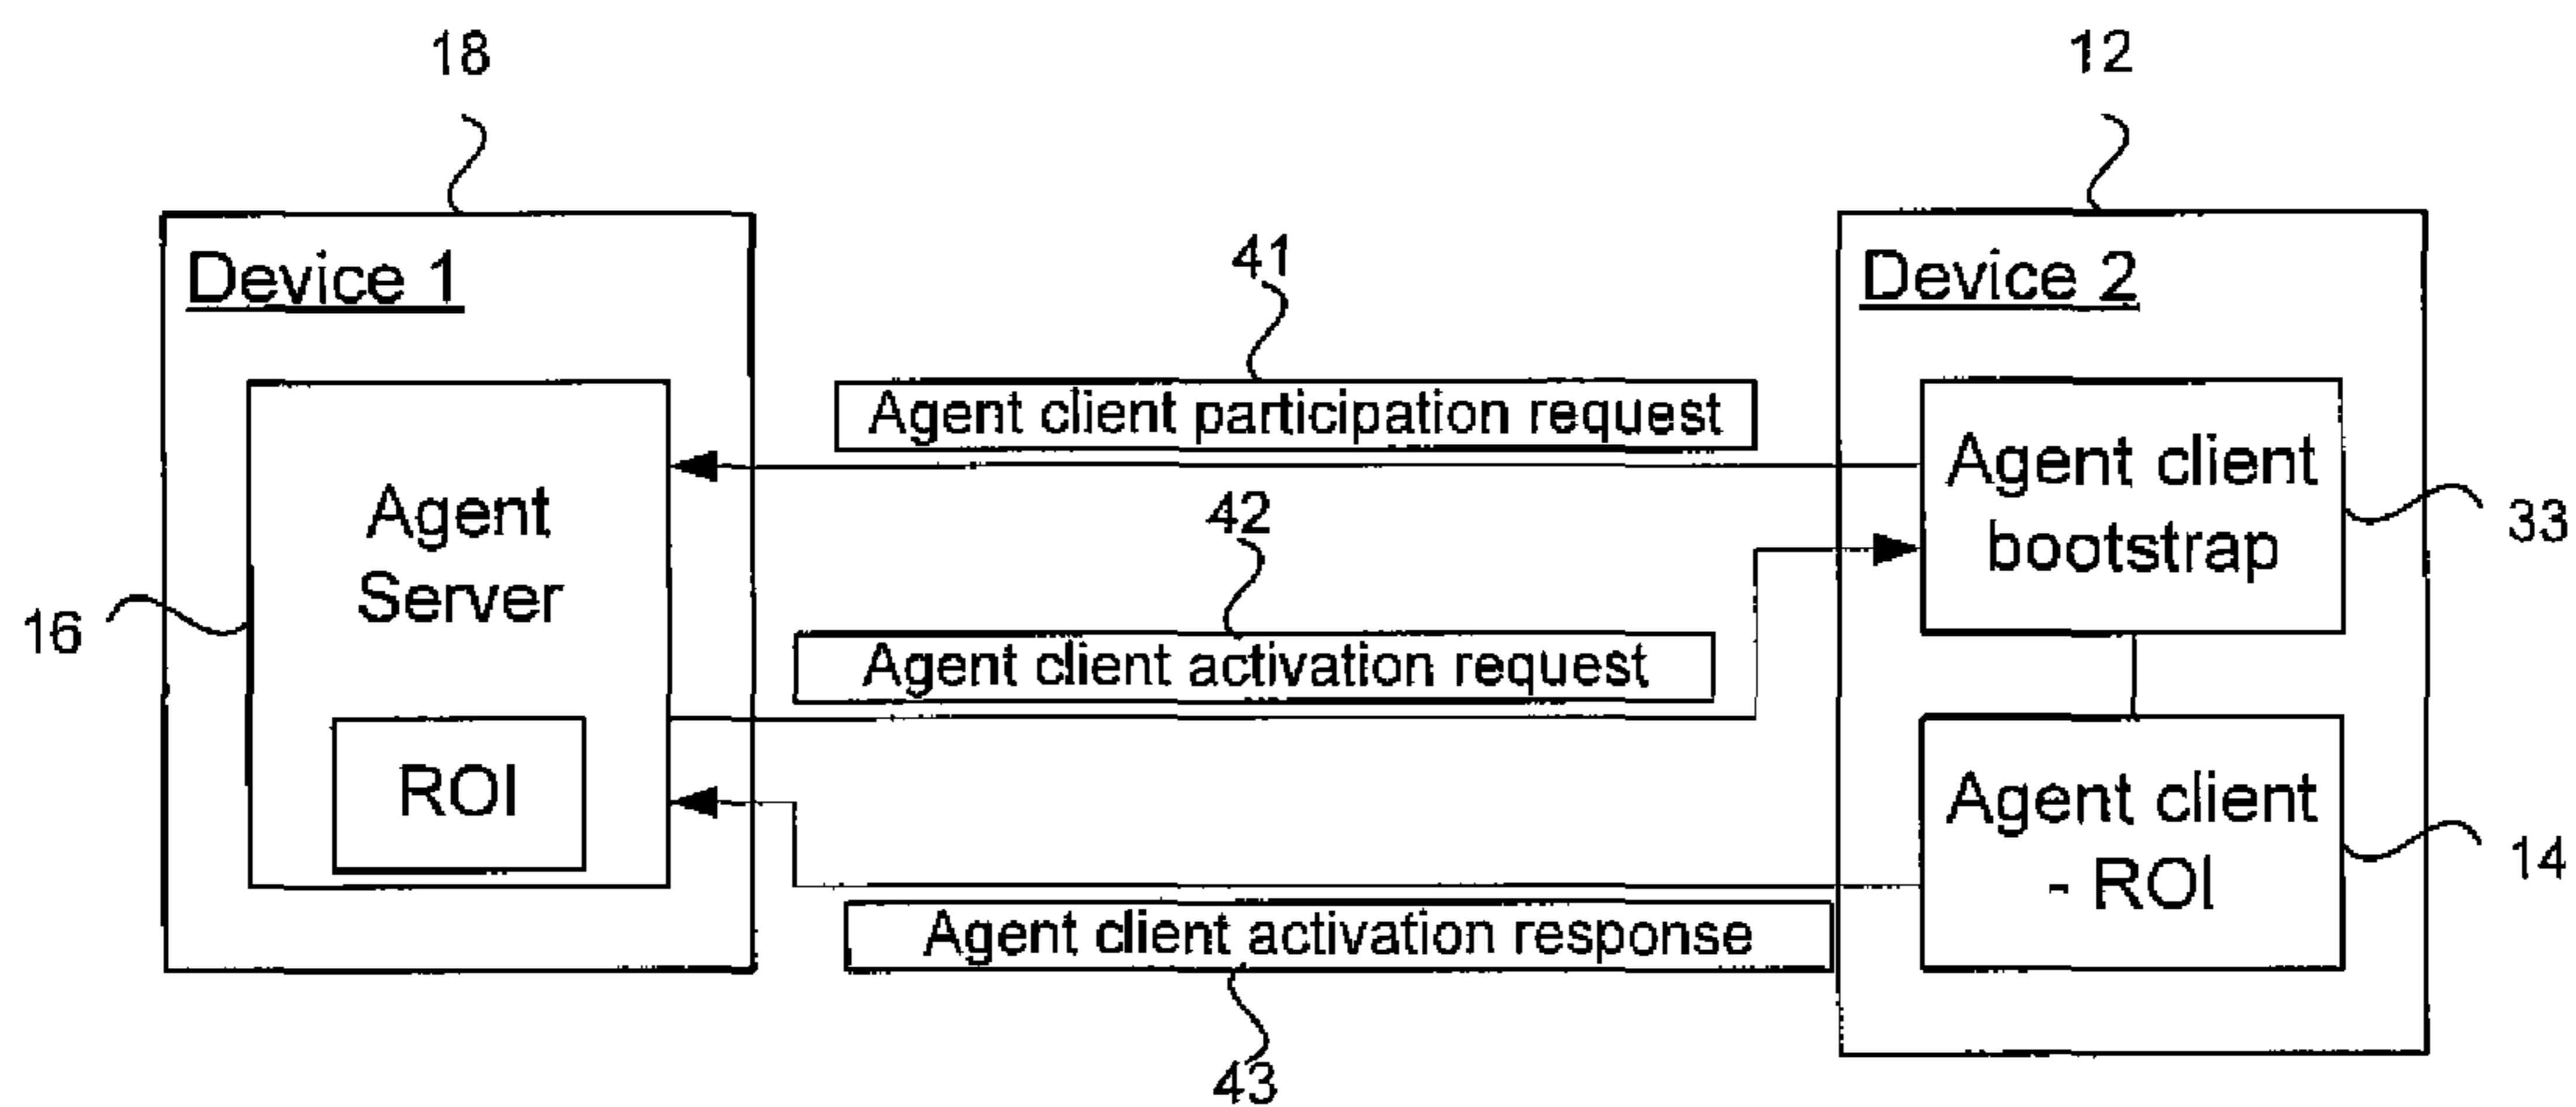 18
12
Device 1
41
Device 2
Agent client participation request
Agent client
bootstrap
33
Agent
Server
42
16
Agent client activation request
ROI
Agent client
- ROI
14
Agent client activation response
43